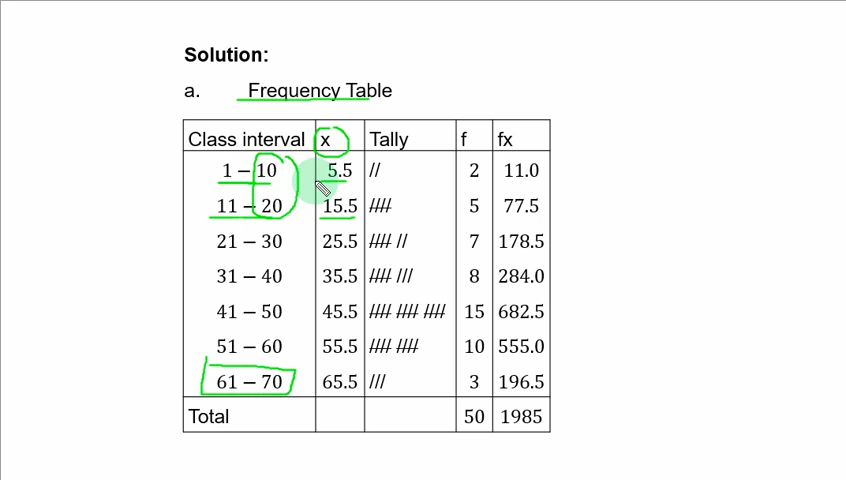 Solution:
a. Frequency Table
Class interval x Tally f fx
1 – 10 5.5 // 2 11.0
11 – 20 15.5 //// 5 77.5
21 – 30 25.5 //// // 7 178.5
31 – 40 35.5 //// /// 8 284.0
41 – 50 45.5 //// //// //// 15 682.5
51 – 60 55.5 //// //// 10 555.0
61 – 70 65.5 /// 3 196.5
Total 50 1985